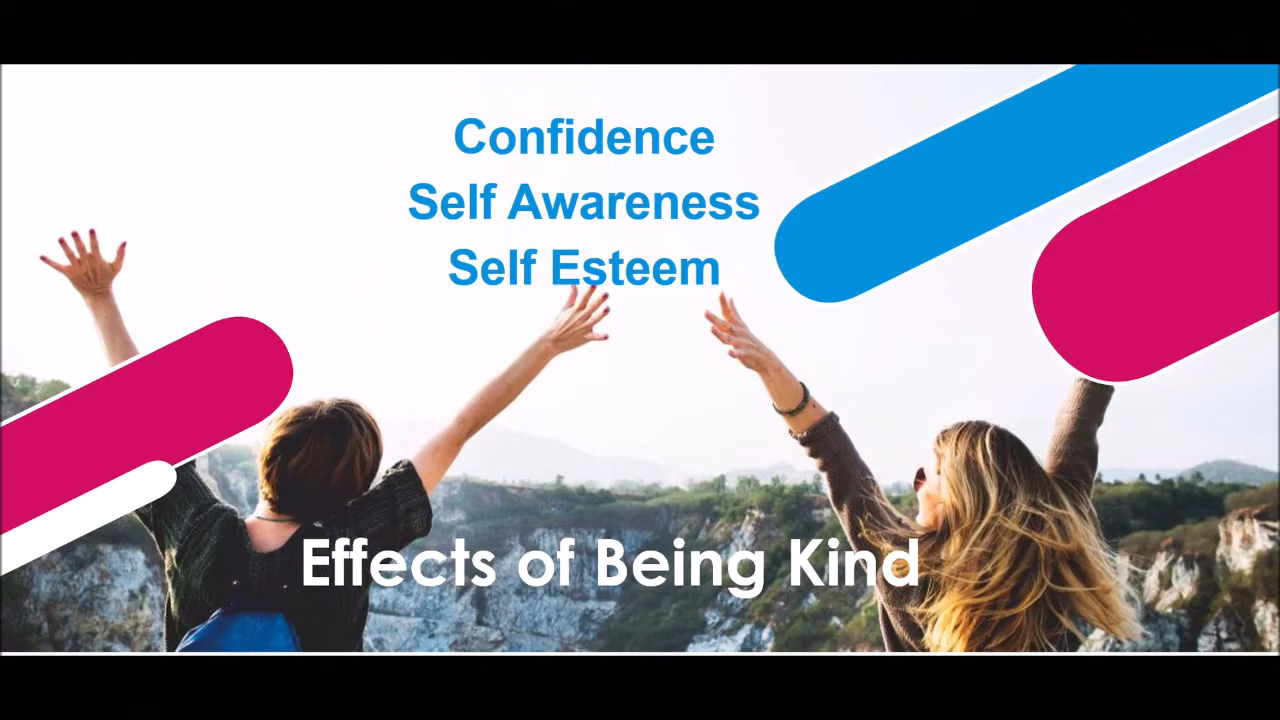 Confidence
Self Awareness
Self Esteem
Effects of Being Kind